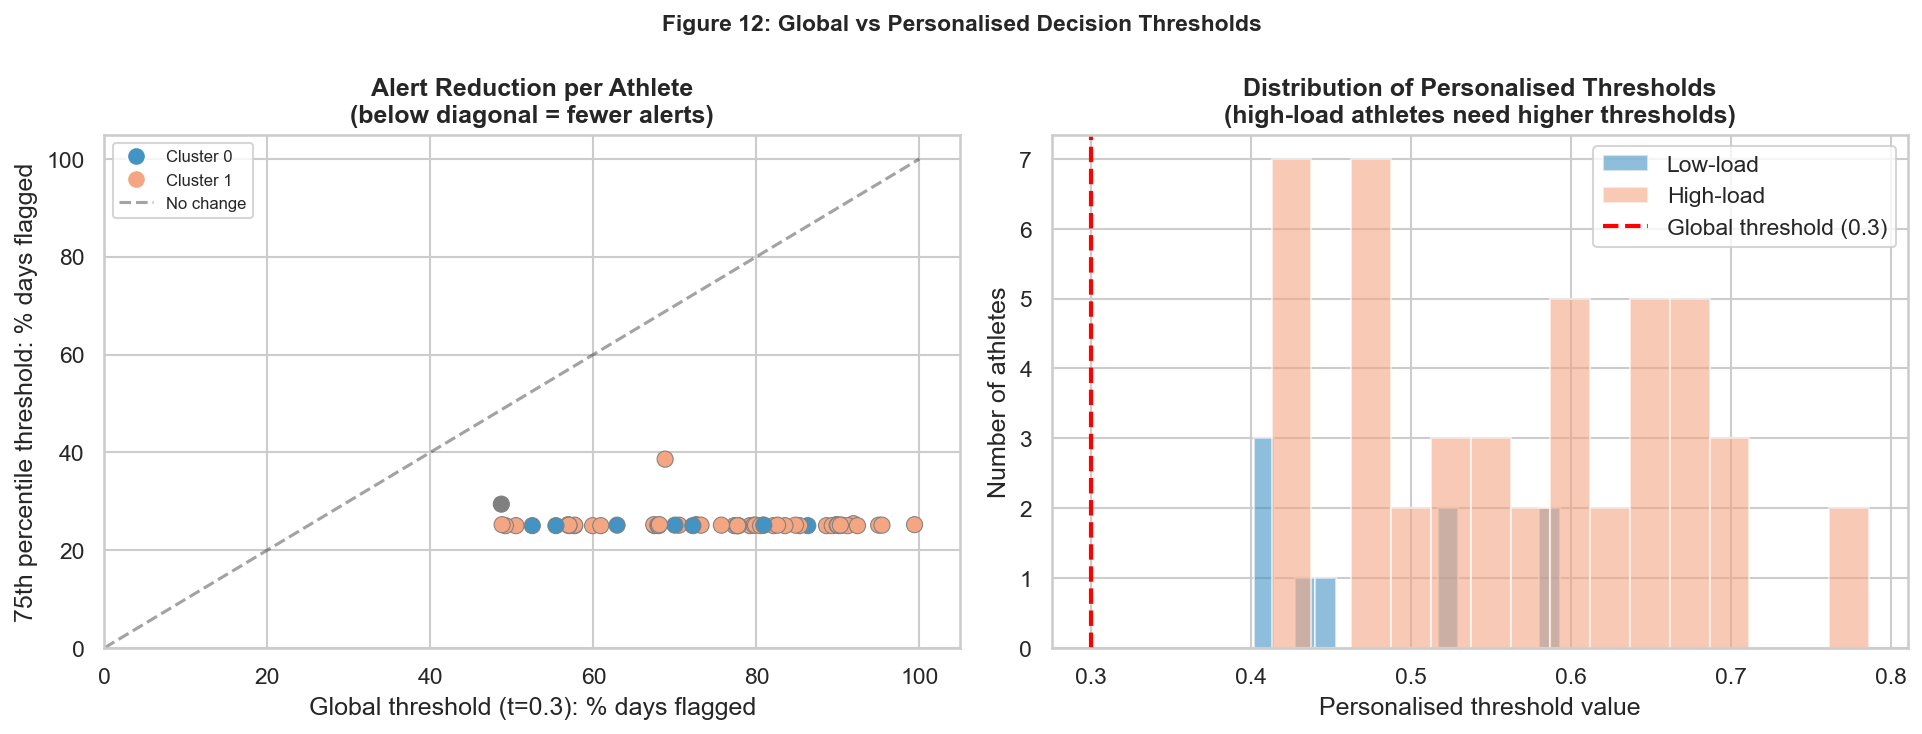 Figure 12: Global vs Personalised Decision Thresholds
Alert Reduction per Athlete
(below diagonal = fewer alerts)
75th percentile threshold: % days flagged
100
80
60
40
20
0
Cluster 0
Cluster 1
No change
0 20 40 60 80 100
Global threshold (t=0.3): % days flagged
Distribution of Personalised Thresholds
(high-load athletes need higher thresholds)
Number of athletes
7
6
5
4
3
2
1
0
Low-load
High-load
Global threshold (0.3)
0.3 0.4 0.5 0.6 0.7 0.8
Personalised threshold value